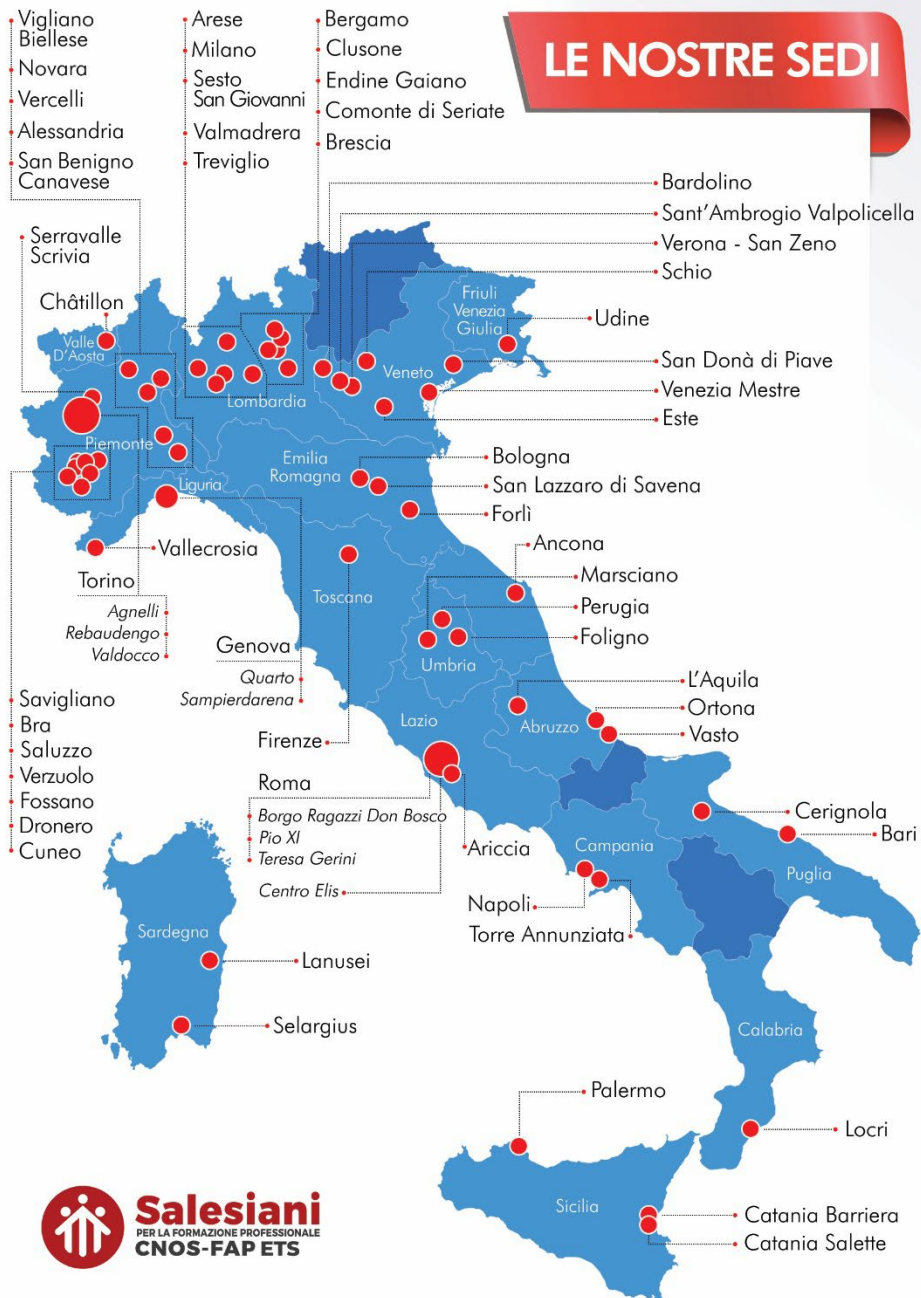 LE NOSTRE SEDI
Vigliano
Biellese
Novara
Vercelli
Alessandria
San Benigno
Canavese
Arese
Milano
Sesto
San Giovanni
Valmadrera
Treviglio
Bergamo
Clusone
Endine Gaiano
Comonte di Seriate
Brescia
Bardolino
Sant'Ambrogio Valpolicella
Verona - San Zeno
Schio
Serravalle
Scrivia
Châtillon
Valle
D'Aosta
Friuli
Venezia
Giulia
Udine
Veneto
San Donà di Piave
Venezia Mestre
Este
Lombardia
Piemonte
Emilia
Romagna
Bologna
San Lazzaro di Savena
Forlì
Liguria
Vallecrosia
Torino
Agnelli
Rebaudengo
Valdocco
Toscana
Ancona
Marsciano
Perugia
Foligno
Umbria
Genova
Quarto
Sampierdarena
Savigliano
Bra
Saluzzo
Verzuolo
Fossano
Dronero
Cuneo
Firenze
Lazio
L'Aquila
Ortona
Vasto
Abruzzo
Roma
Borgo Ragazzi Don Bosco
Pio XI
Teresa Gerini
Centro Elis
Ariccia
Cerignola
Bari
Campania
Puglia
Napoli
Torre Annunziata
Sardegna
Lanusei
Selargius
Calabria
Palermo
Locri
Sicilia
Catania Barriera
Catania Salette
Salesiani
PER LA FORMAZIONE PROFESSIONALE
CNOS-FAP ETS